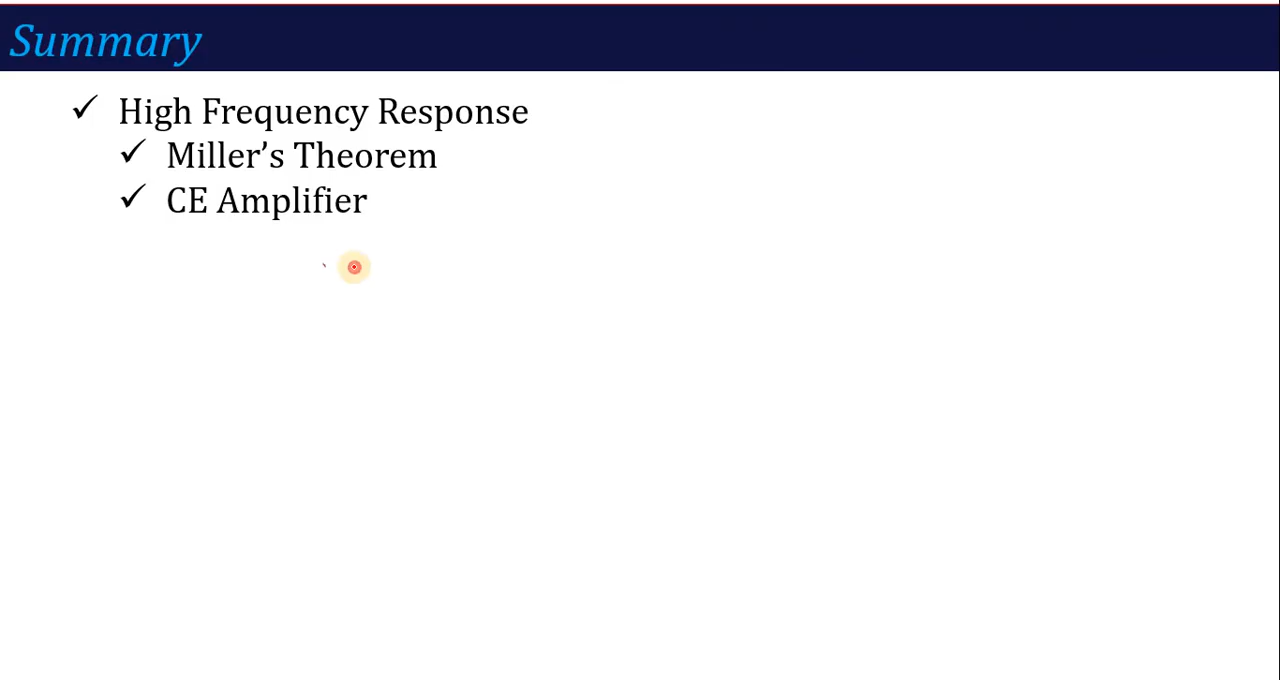 Summary
✓ High Frequency Response
✓ Miller’s Theorem
✓ CE Amplifier